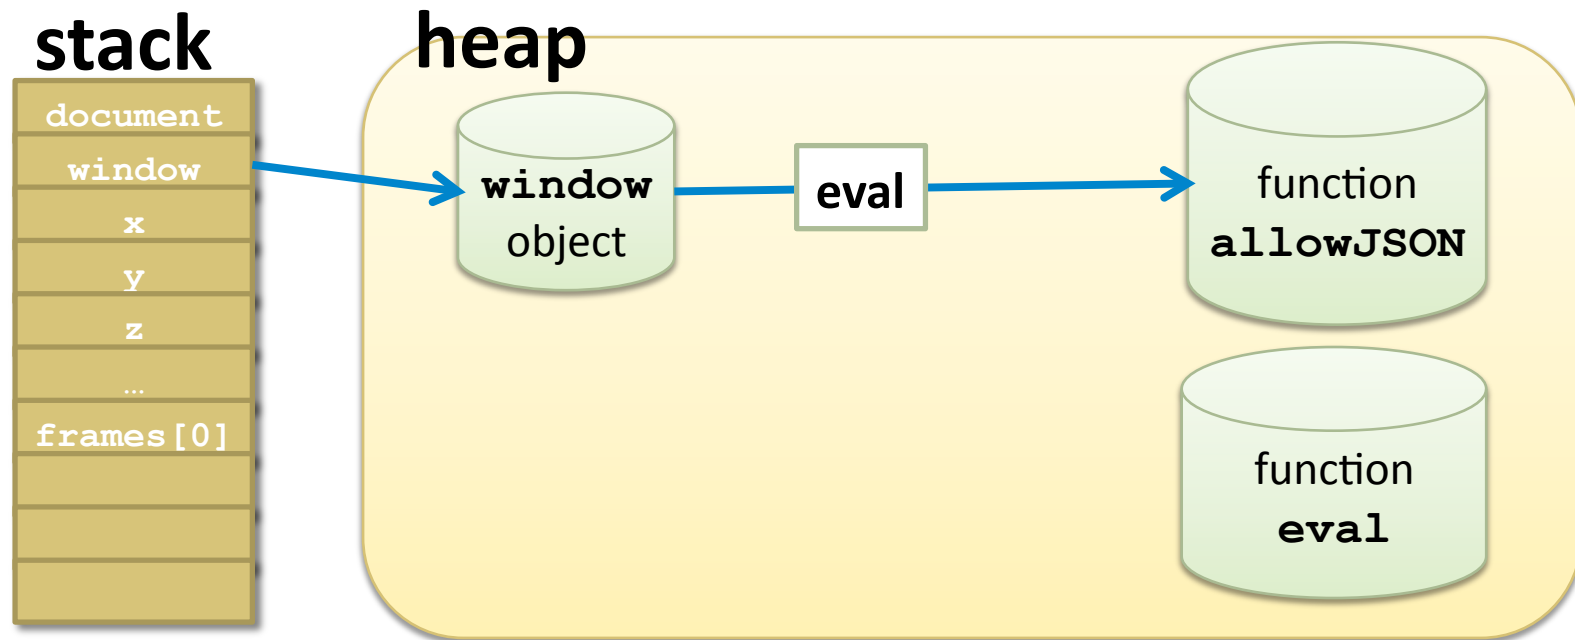 stack
document
window
x
y
z
...
frames[0]
heap
window
object
eval
function
allowJSON
function
eval